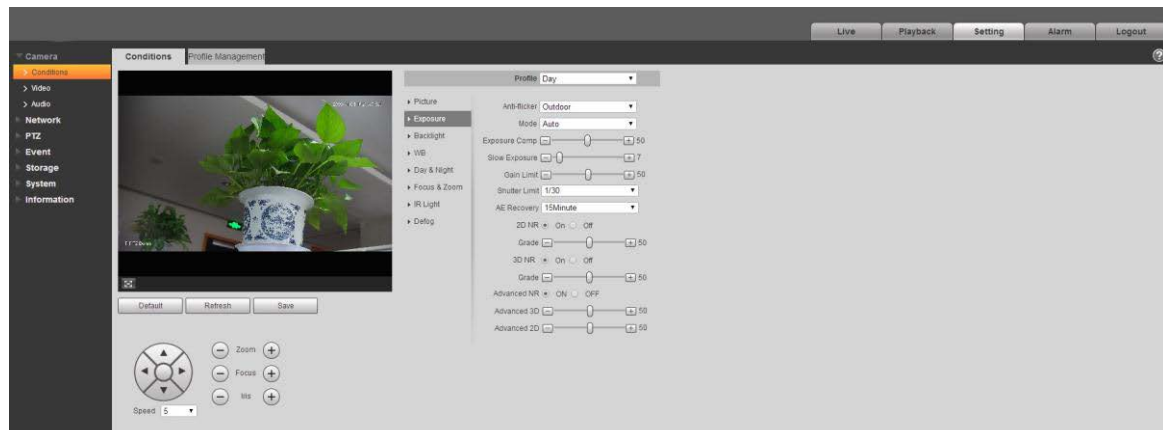 Live Playback Setting Alarm Logout
Camera
Conditions
Video
Audio
Network
PTZ
Event
Storage
System
Information
Conditions Profile Management
Default Refresh Save
Zoom
Focus
Speed 5
Profile Day
Picture
Exposure
Backlight
WB
Day & Night
Focus & Zoom
IR Light
Defog
Anti-flicker Outdoor
Mode Auto
Exposure Comp 50
Slow Exposure 7
Gain Limit 50
Shutter Limit 1/30
AE Recovery 15Minute
2D NR On Off
Grade 50
3D NR On Off
Grade 50
Advanced NR ON OFF
Advanced 3D 50
Advanced 2D 50